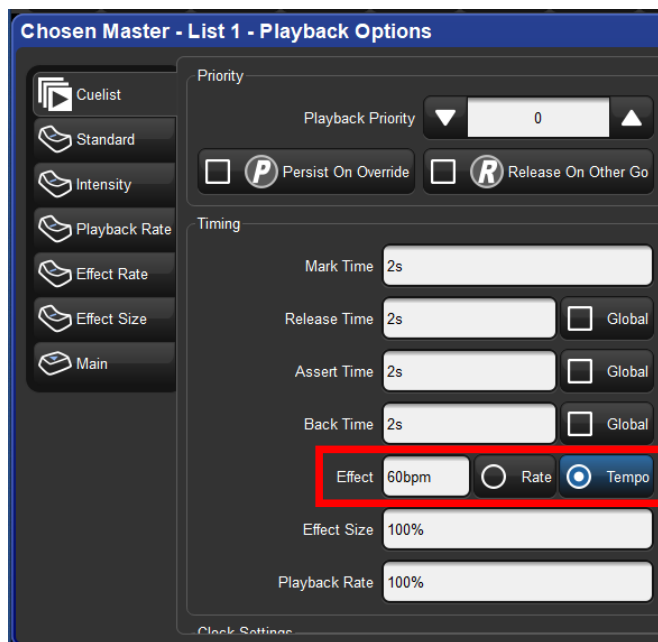 Chosen Master - List 1 - Playback Options
Cuelist
Standard
Intensity
Playback Rate
Effect Rate
Effect Size
Main
Priority
Playback Priority 0
P Persist On Override R Release On Other Go
Timing
Mark Time 2s
Release Time 2s Global
Assert Time 2s Global
Back Time 2s Global
Effect 60bpm Rate Tempo
Effect Size 100%
Playback Rate 100%
Clock Settings